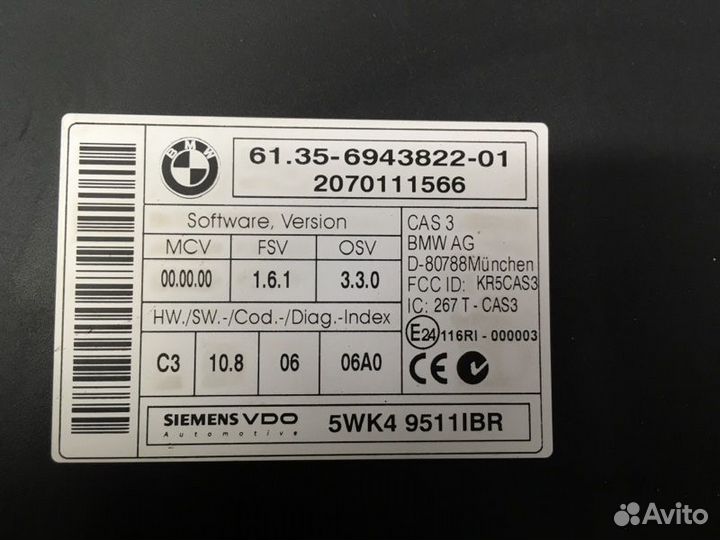 BMW
61.35-6943822-01
2070111566
Software, Version
MCV FSV OSV
00.00.00 1.6.1 3.3.0
HW./SW.-/Cod.-/Diag.-Index
C3 10.8 06 06A0
CAS 3
BMW AG
D-80788München
FCC ID: KR5CAS3
IC: 267 T - CAS3
E24 116RI - 000003
CE
SIEMENS VDO
Automotive
5WK4 9511IBR
Avito